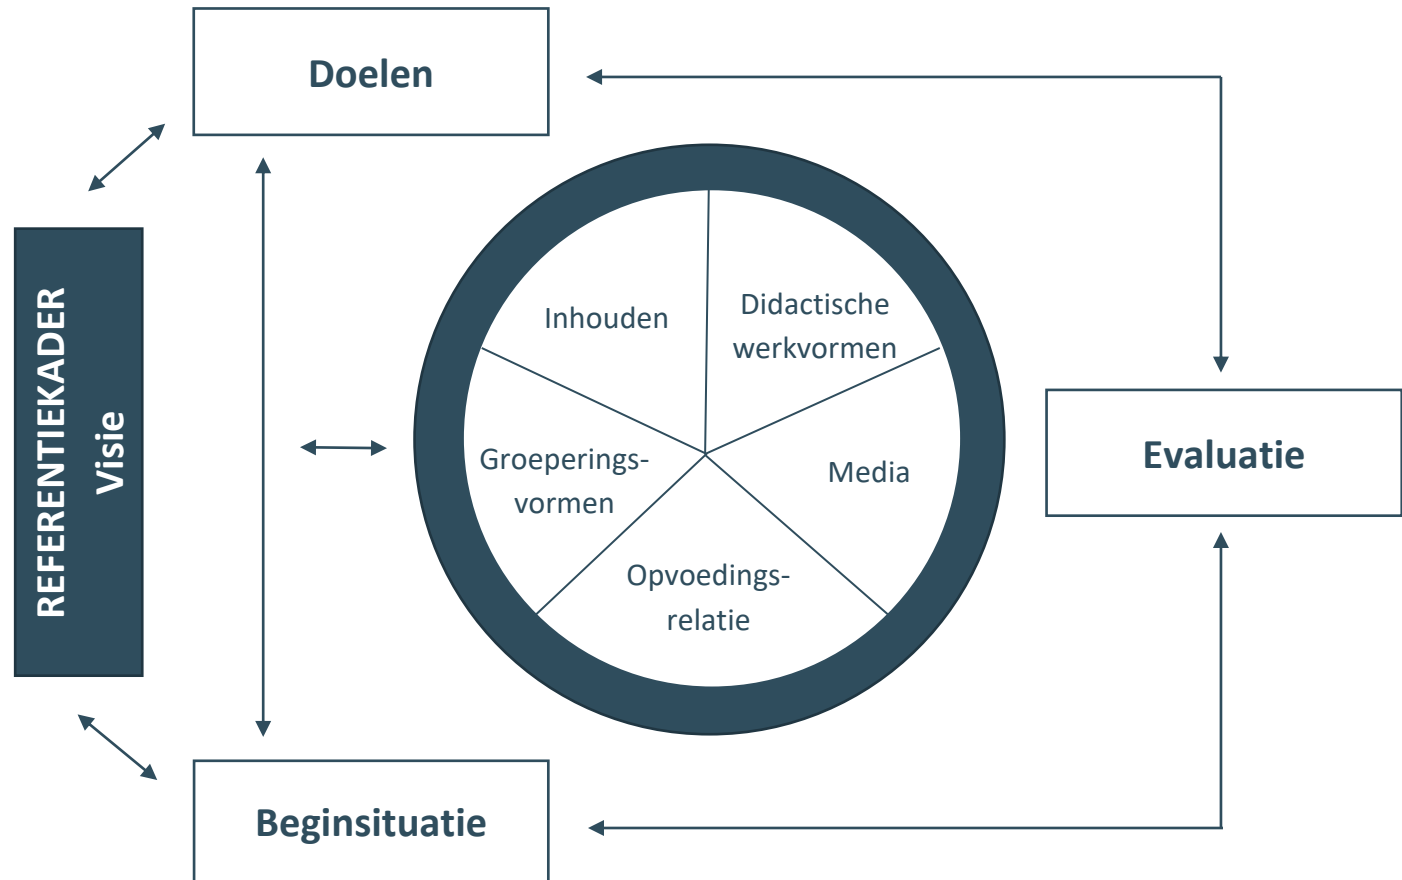 Doelen
REFERENTIEKADER
Visie
Inhouden
Didactische
werkvormen
Groeperings-
vormen
Media
Opvoedings-
relatie
Evaluatie
Beginsituatie